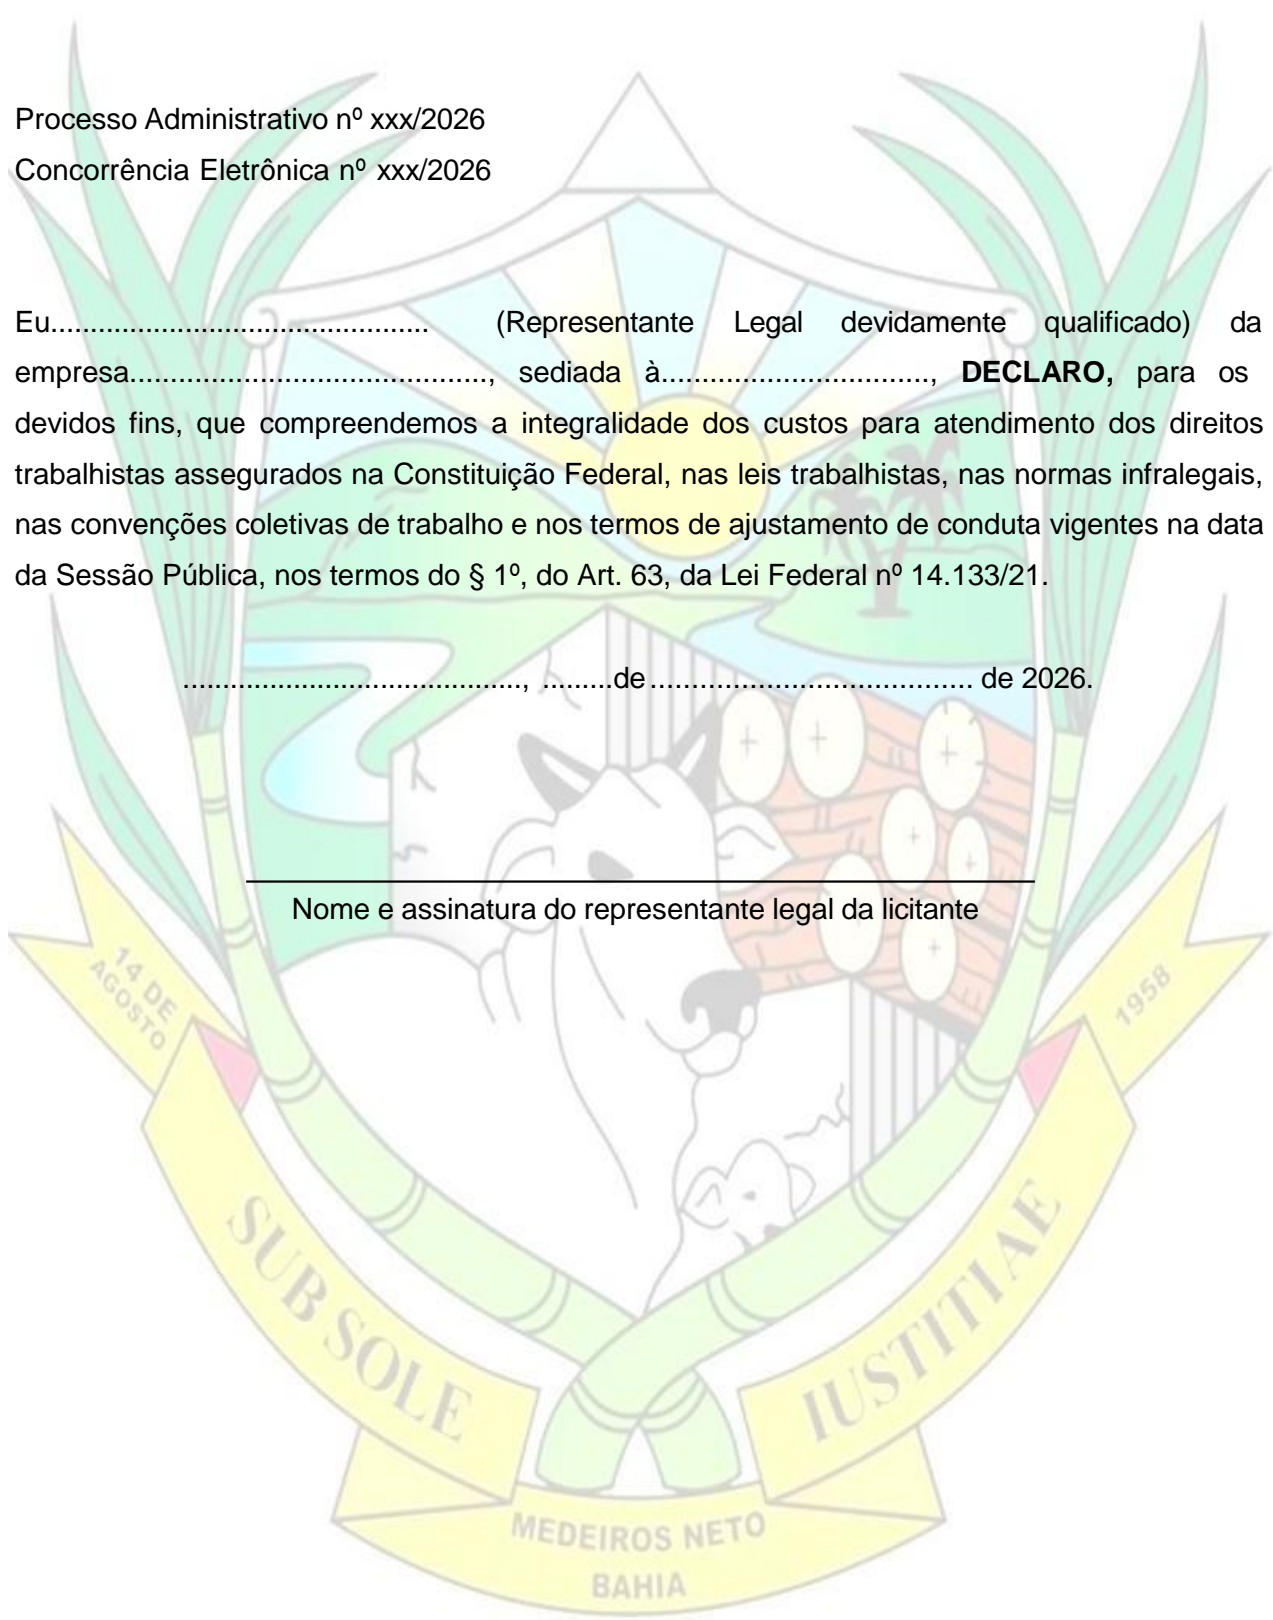 Processo Administrativo nº xxx/2026
Concorrência Eletrônica nº xxx/2026
Eu................................................ (Representante Legal devidamente qualificado) da
empresa............................................., sediada à.................................., DECLARO, para os
devidos fins, que compreendemos a integralidade dos custos para atendimento dos direitos
trabalhistas assegurados na Constituição Federal, nas leis trabalhistas, nas normas infralegais,
nas convenções coletivas de trabalho e nos termos de ajustamento de conduta vigentes na data
da Sessão Pública, nos termos do § 1º, do Art. 63, da Lei Federal nº 14.133/21.
.........................................., .........de....................................... de 2026.
Nome e assinatura do representante legal da licitante
14 DE
AGOSTO
1958
SUB SOLE
IUSTITIAE
MEDEIROS NETO
BAHIA